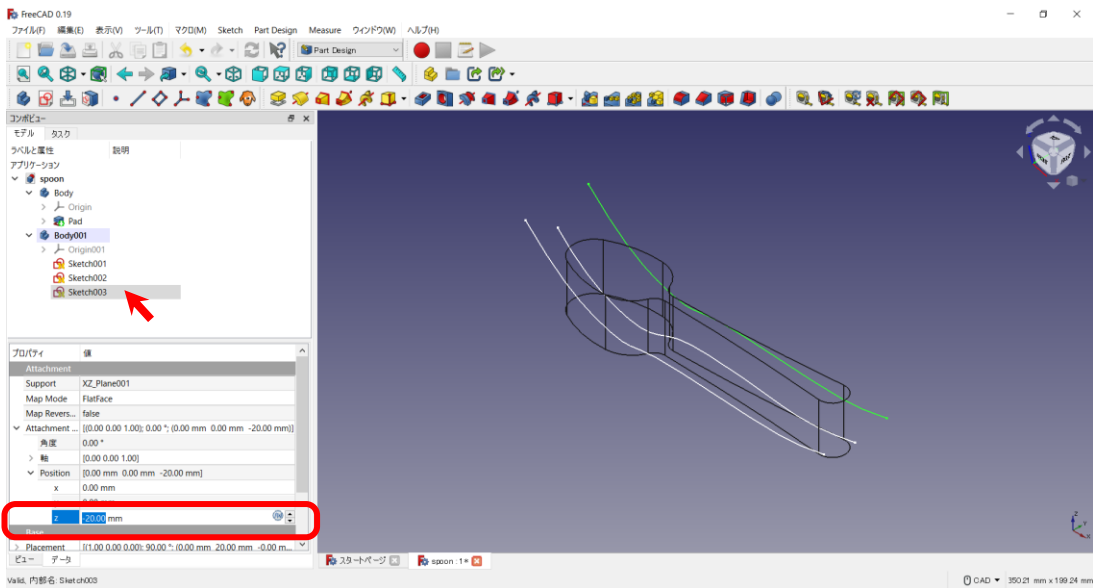 FreeCAD 0.19
ファイル(F) 編集(E) 表示(V) ツール(T) マクロ(M) Sketch Part Design Measure ウィンドウ(W) ヘルプ(H)
Part Design
コンボビュー
モデル タスク
ラベルと属性 説明
アプリケーション
spoon
Body
Origin
Pad
Body001
Origin001
Sketch001
Sketch002
Sketch003
プロパティ 値
Attachment
Support XZ_Plane001
Map Mode FlatFace
Map Revers... false
Attachment ... [(0.00 0.00 1.00); 0.00 °; (0.00 mm 0.00 mm -20.00 mm)]
角度 0.00 °
軸 [0.00 0.00 1.00]
Position [0.00 mm 0.00 mm -20.00 mm]
x 0.00 mm
z -20.00 mm
Base
Placement [(1.00 0.00 0.00); 90.00 °; (0.00 mm 20.00 mm -0.00 m...
ビュー データ
スタートページ spoon : 1*
Valid, 内部名: Sketch003
CAD 350.21 mm x 199.24 mm